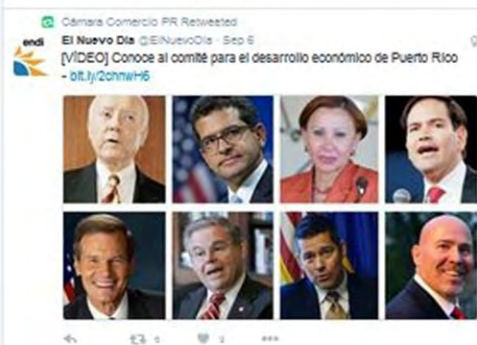 Cámara Comercio PR Retweeted
endi
El Nuevo Día @ElNuevoDia · Sep 6
[VÍDEO] Conoce al comité para el desarrollo económico de Puerto Rico
- bit.ly/2chnwH6
6
2